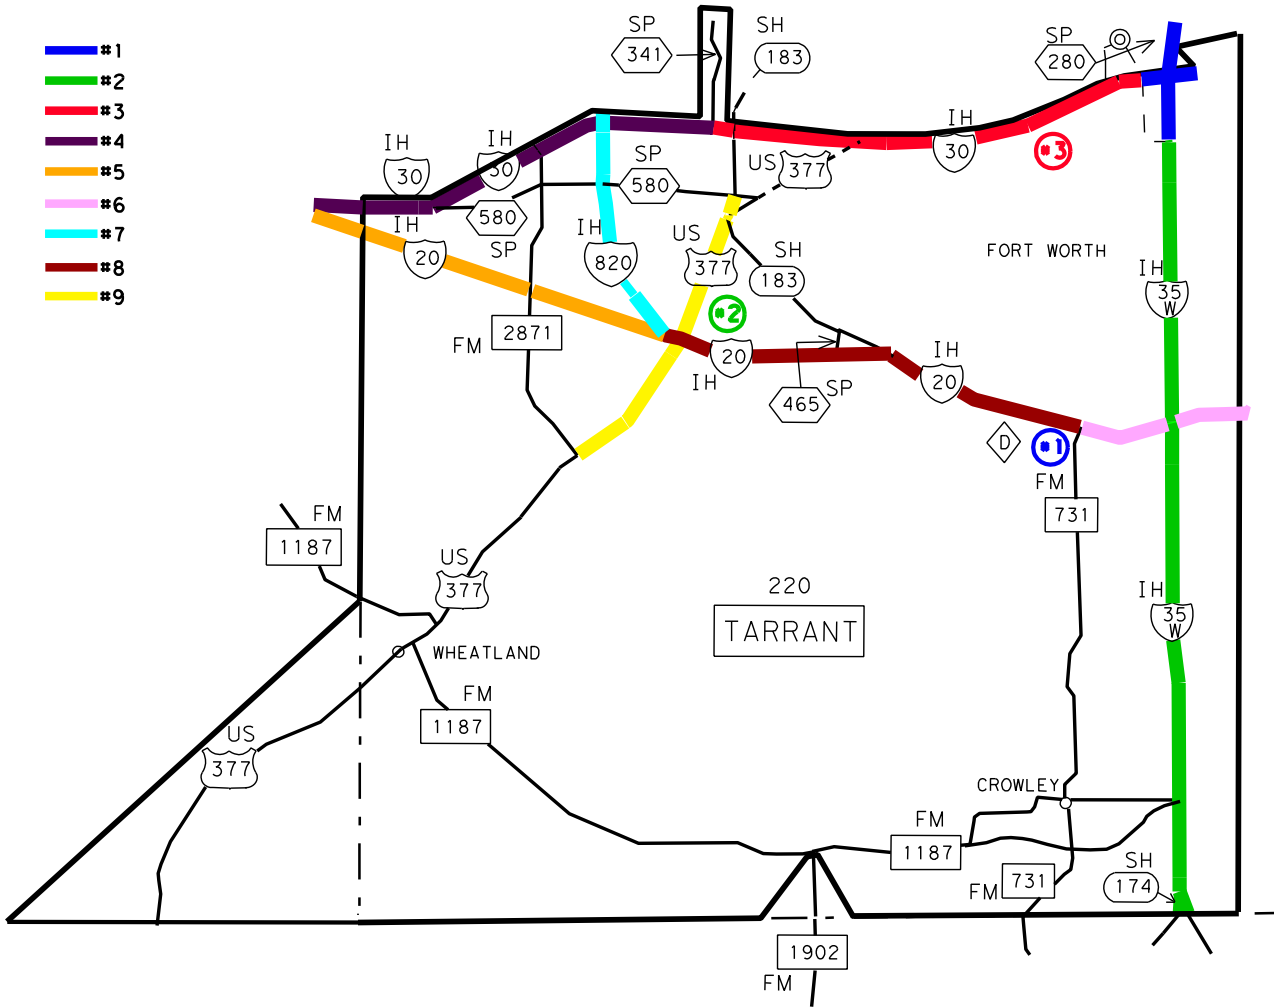 #1
#2
#3
#4
#5
#6
#7
#8
#9
SP
341
SH
183
SP
280
IH
30
IH
30
SP
580
US
377
IH
30
#3
580
SP
IH
20
IH
820
US
377
SH
183
FORT WORTH
IH
35
W
#2
FM
2871
IH
20
465
SP
IH
20
D
#1
FM
731
FM
1187
US
377
220
TARRANT
IH
35
W
WHEATLAND
FM
1187
US
377
CROWLEY
FM
1187
FM
731
SH
174
1902
FM